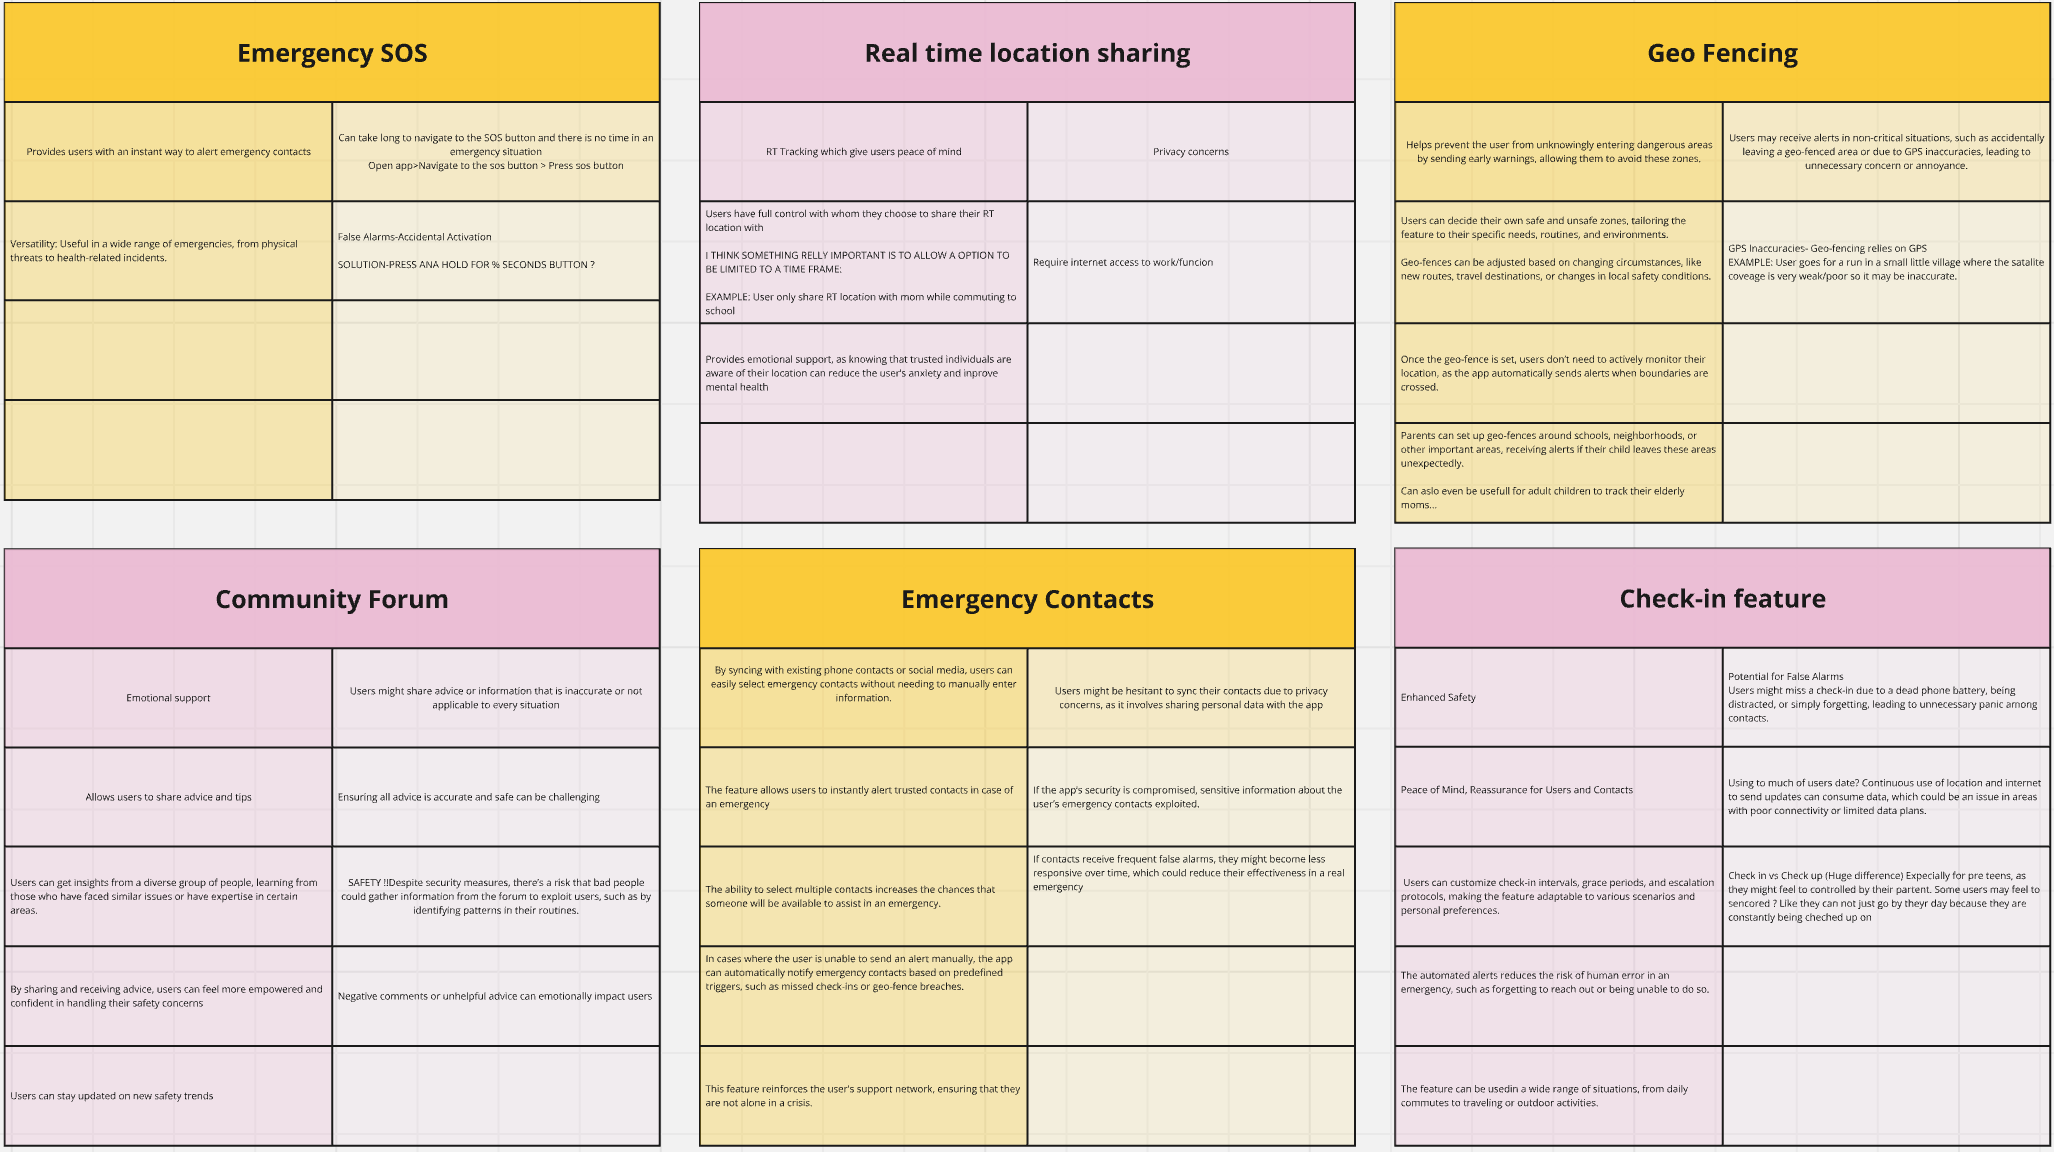 Emergency SOS
Provides users with an instant way to alert emergency contacts
Can take long to navigate to the SOS button and there is no time in an
emergency situation
Open app>Navigate to the sos button > Press sos button
Versatility: Useful in a wide range of emergencies, from physical
threats to health-related incidents.
False Alarms-Accidental Activation
SOLUTION-PRESS ANA HOLD FOR % SECONDS BUTTON ?
Real time location sharing
RT Tracking which give users peace of mind
Privacy concerns
Users have full control with whom they choose to share their RT
location with
I THINK SOMETHING RELLY IMPORTANT IS TO ALLOW A OPTION TO
BE LIMITED TO A TIME FRAME;
EXAMPLE: User only share RT location with mom while commuting to
school
Require internet access to work/funcion
Provides emotional support, as knowing that trusted individuals are
aware of their location can reduce the user's anxlety and inprove
mental health
Geo Fencing
Helps prevent the user from unknowingly entering dangerous areas
by sending early warnings, allowing them to avoid these zones.
Users may receive alerts in non-critical situations, such as accidentally
leaving a geo-fenced area or due to GPS inaccuracies, leading to
unnecessary concern or annoyance.
Users can decide their own safe and unsafe zones, tailoring the
feature to their specific needs, routines, and environments.
Geo-fences can be adjusted based on changing circumstances, like
new routes, travel destinations, or changes in local safety conditions.
GPS Inaccuracies- Geo-fencing relies on GPS
EXAMPLE: User goes for a run in a small little village where the satalite
coveage is very weak/poor so it may be inaccurate.
Once the geo-fence is set, users don't need to actively monitor their
location, as the app automatically sends alerts when boundaries are
crossed.
Parents can set up geo-fences around schools, neighborhoods, or
other important areas, receiving alerts if their child leaves these areas
unexpectedly.
Can aslo even be usefull for adult children to track their elderly
moms...
Community Forum
Emotional support
Users might share advice or information that is inaccurate or not
applicable to every situation
Allows users to share advice and tips
Ensuring all advice is accurate and safe can be challenging
Users can get insights from a diverse group of people, learning from
those who have faced similar issues or have expertise in certain
areas.
SAFETY !!Despite security measures, there's a risk that bad people
could gather information from the forum to exploit users, such as by
identifying patterns in their routines.
By sharing and receiving advice, users can feel more empowered and
confident in handling their safety concerns
Negative comments or unhelpful advice can emotionally impact users
Users can stay updated on new safety trends
Emergency Contacts
By syncing with existing phone contacts or social media, users can
easily select emergency contacts without needing to manually enter
information.
Users might be hesitant to sync their contacts due to privacy
concerns, as it involves sharing personal data with the app
The feature allows users to instantly alert trusted contacts in case of
an emergency
If the app's security is compromised, sensitive information about the
user's emergency contacts exploited.
The ability to select multiple contacts increases the chances that
someone will be available to assist in an emergency.
If contacts receive frequent false alarms, they might become less
responsive over time, which could reduce their effectiveness in a real
emergency
In cases where the user is unable to send an alert manually, the app
can automatically notify emergency contacts based on predefined
triggers, such as missed check-ins or geo-fence breaches.
This feature reinforces the user's support network, ensuring that they
are not alone in a crisis.
Check-in feature
Enhanced Safety
Potential for False Alarms
Users might miss a check-in due to a dead phone battery, being
distracted, or simply forgetting, leading to unnecessary panic among
contacts.
Peace of Mind, Reassurance for Users and Contacts
Using to much of users date? Continuous use of location and internet
to send updates can consume data, which could be an issue in areas
with poor connectivity or limited data plans.
Users can customize check-in intervals, grace periods, and escalation
protocols, making the feature adaptable to various scenarios and
personal preferences.
Check in vs Check up (Huge difference) Expecially for pre teens, as
they might feel to controlled by their partent. Some users may feel to
sencored ? Like they can not just go by theyr day because they are
constantly being cheched up on
The automated alerts reduces the risk of human error in an
emergency, such as forgetting to reach out or being unable to do so.
The feature can be usedin a wide range of situations, from daily
commutes to traveling or outdoor activities.